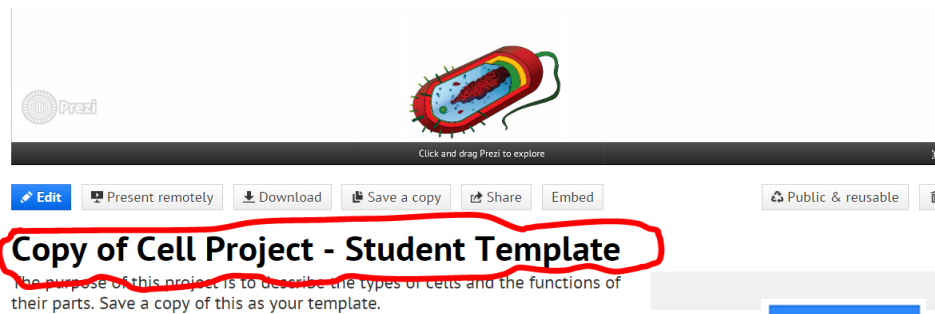 Prezi
Click and drag Prezi to explore
Edit Present remotely Download Save a copy Share Embed Public & reusable
Copy of Cell Project - Student Template
The purpose of this project is to describe the types of cells and the functions of
their parts. Save a copy of this as your template.